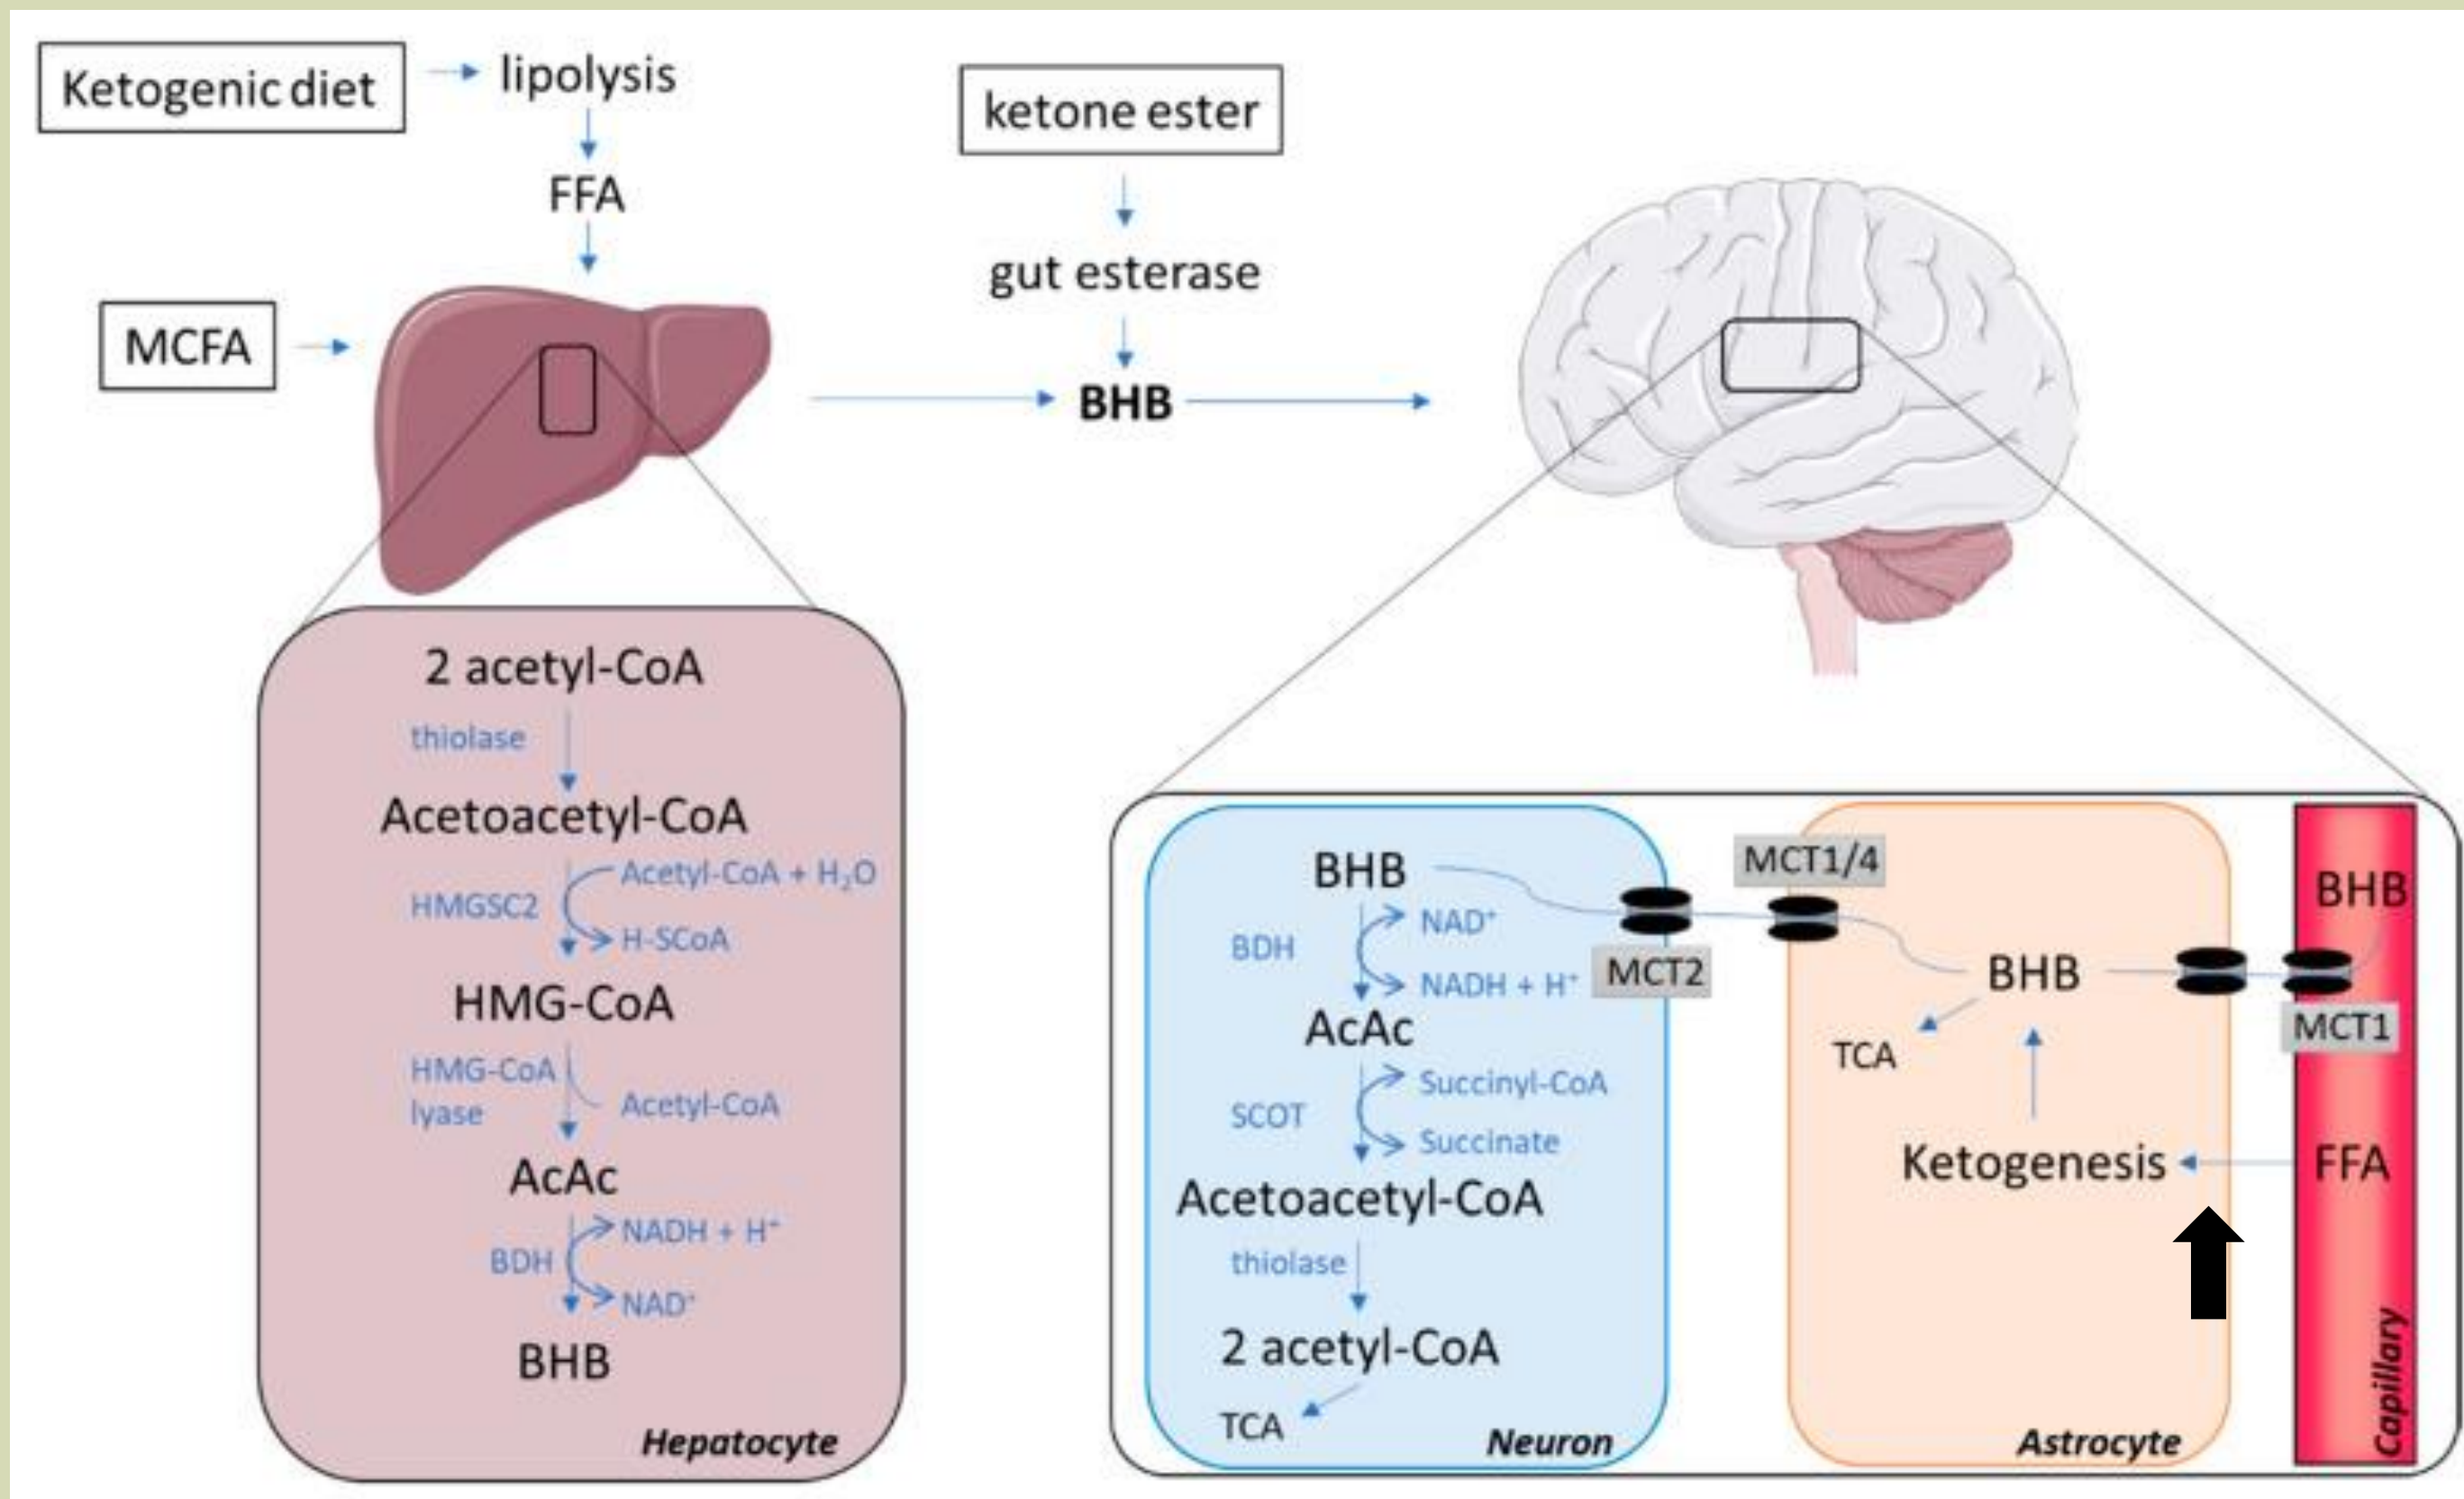 Ketogenic diet
lipolysis
FFA
MCFA
ketone ester
gut esterase
BHB
2 acetyl-CoA
thiolase
Acetoacetyl-CoA
Acetyl-CoA + H₂O
HMGSC2
H-SCoA
HMG-CoA
HMG-CoA
lyase
Acetyl-CoA
AcAc
NADH + H⁺
BDH
NAD⁺
BHB
Hepatocyte
BHB
NAD⁺
BDH
NADH + H⁺
AcAc
Succinyl-CoA
SCOT
Succinate
Acetoacetyl-CoA
thiolase
2 acetyl-CoA
TCA
Neuron
MCT2
MCT1/4
BHB
TCA
Ketogenesis
Astrocyte
BHB
MCT1
FFA
Capillary